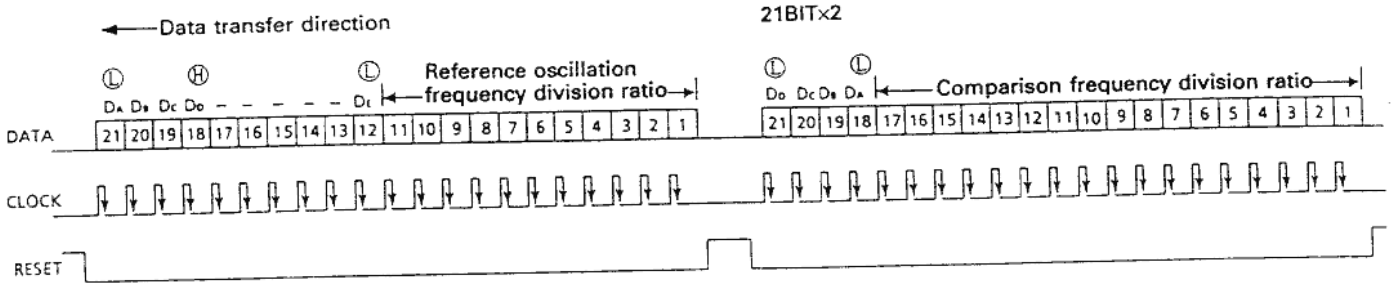 21BIT×2
Data transfer direction
Ⓛ Ⓗ Ⓛ Reference oscillation Ⓛ Ⓛ
DA DB DC DD – – – – – DL frequency division ratio DD DC DB DA Comparison frequency division ratio
DATA 21 20 19 18 17 16 15 14 13 12 11 10 9 8 7 6 5 4 3 2 1 21 20 19 18 17 16 15 14 13 12 11 10 9 8 7 6 5 4 3 2 1
CLOCK
RESET